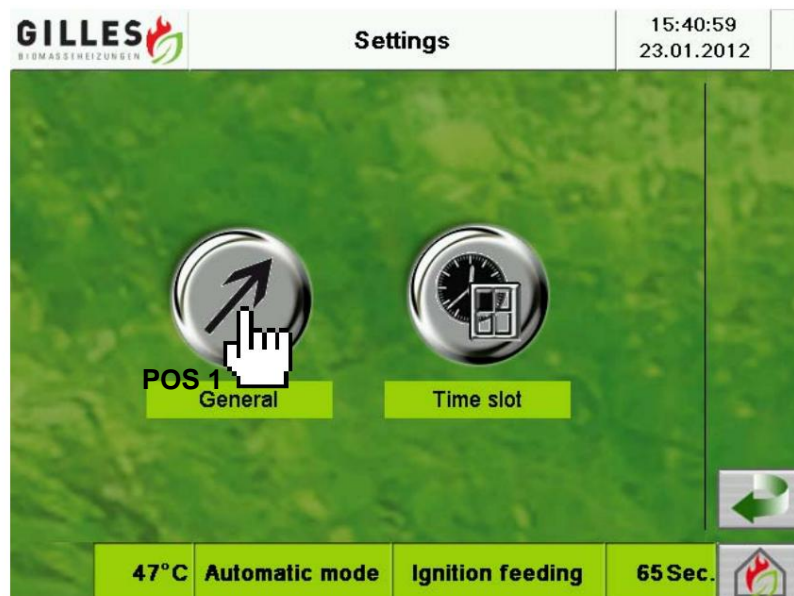 GILLES
BIOMASSEHEIZUNGEN
Settings
15:40:59
23.01.2012
POS 1
General
Time slot
47°C
Automatic mode
Ignition feeding
65 Sec.